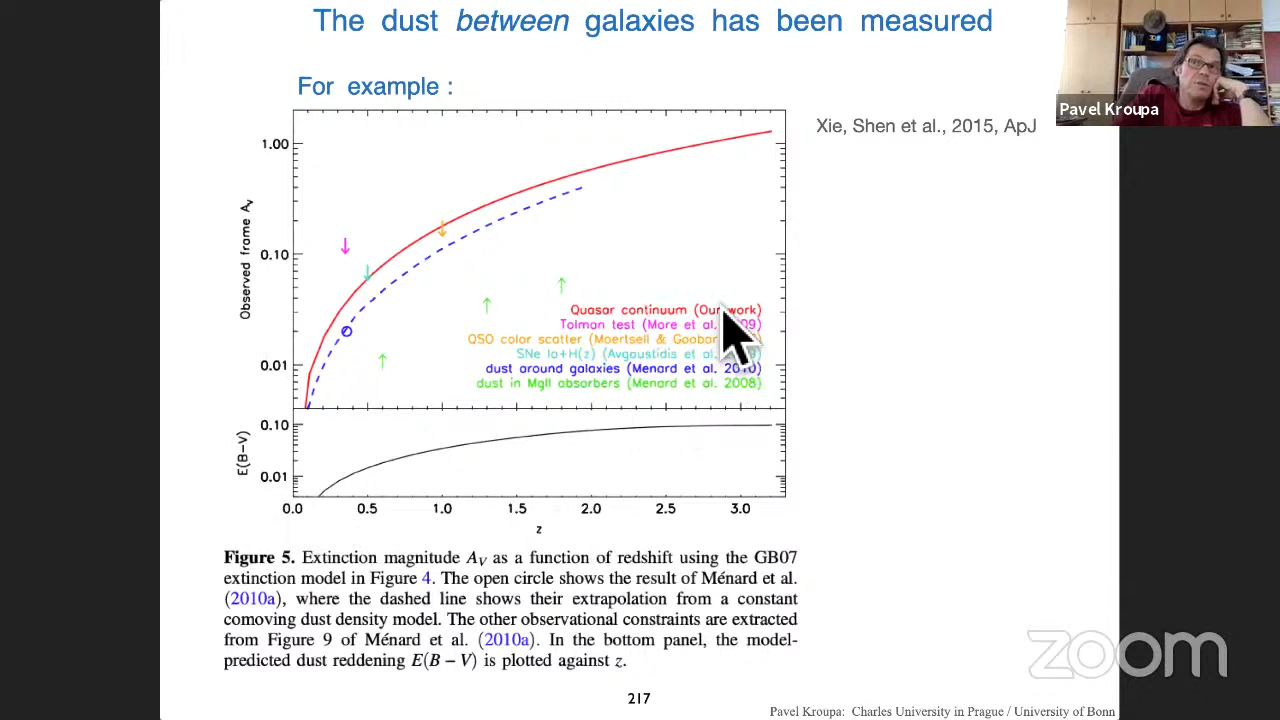 The dust between galaxies has been measured
For example :
Pavel Kroupa
Xie, Shen et al., 2015, ApJ
1.00
0.10
0.01
Observed frame Av
Quasar continuum (Our work)
Tolman test (More et al. 09)
QSO color scatter (Moertsell & Goobar
SNe Ia+H(z) (Avgoustidis et al.
dust around galaxies (Menard et al. 2010)
dust in MgII absorbers (Menard et al. 2008)
0.10
0.01
E(B-V)
0.0 0.5 1.0 1.5 2.0 2.5 3.0
z
Figure 5. Extinction magnitude AV as a function of redshift using the GB07
extinction model in Figure 4. The open circle shows the result of Ménard et al.
(2010a), where the dashed line shows their extrapolation from a constant
comoving dust density model. The other observational constraints are extracted
from Figure 9 of Ménard et al. (2010a). In the bottom panel, the model-
predicted dust reddening E(B − V) is plotted against z.
zoom
217
Pavel Kroupa: Charles University in Prague / University of Bonn